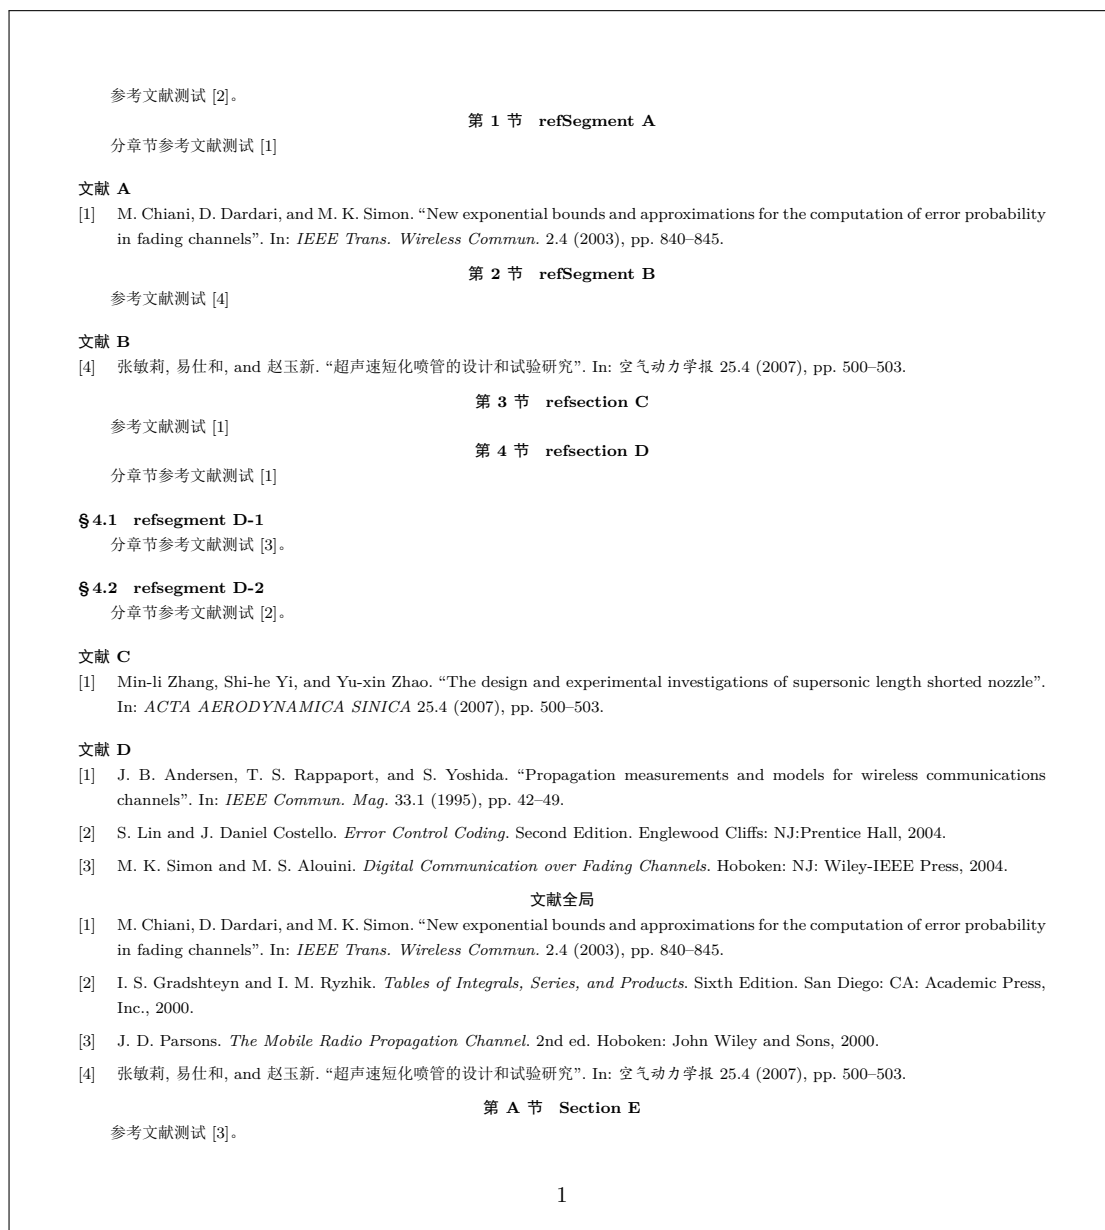 参考文献测试 [2]。
第 1 节 refSegment A
分章节参考文献测试 [1]
文献 A
[1] M. Chiani, D. Dardari, and M. K. Simon. “New exponential bounds and approximations for the computation of error probability
in fading channels”. In: IEEE Trans. Wireless Commun. 2.4 (2003), pp. 840–845.
第 2 节 refSegment B
参考文献测试 [4]
文献 B
[4] 张敏莉, 易仕和, and 赵玉新. “超声速短化喷管的设计和试验研究”. In: 空气动力学报 25.4 (2007), pp. 500–503.
第 3 节 refsection C
参考文献测试 [1]
第 4 节 refsection D
分章节参考文献测试 [1]
§ 4.1 refsegment D-1
分章节参考文献测试 [3]。
§ 4.2 refsegment D-2
分章节参考文献测试 [2]。
文献 C
[1] Min-li Zhang, Shi-he Yi, and Yu-xin Zhao. “The design and experimental investigations of supersonic length shorted nozzle”.
In: ACTA AERODYNAMICA SINICA 25.4 (2007), pp. 500–503.
文献 D
[1] J. B. Andersen, T. S. Rappaport, and S. Yoshida. “Propagation measurements and models for wireless communications
channels”. In: IEEE Commun. Mag. 33.1 (1995), pp. 42–49.
[2] S. Lin and J. Daniel Costello. Error Control Coding. Second Edition. Englewood Cliffs: NJ:Prentice Hall, 2004.
[3] M. K. Simon and M. S. Alouini. Digital Communication over Fading Channels. Hoboken: NJ: Wiley-IEEE Press, 2004.
文献全局
[1] M. Chiani, D. Dardari, and M. K. Simon. “New exponential bounds and approximations for the computation of error probability
in fading channels”. In: IEEE Trans. Wireless Commun. 2.4 (2003), pp. 840–845.
[2] I. S. Gradshteyn and I. M. Ryzhik. Tables of Integrals, Series, and Products. Sixth Edition. San Diego: CA: Academic Press,
Inc., 2000.
[3] J. D. Parsons. The Mobile Radio Propagation Channel. 2nd ed. Hoboken: John Wiley and Sons, 2000.
[4] 张敏莉, 易仕和, and 赵玉新. “超声速短化喷管的设计和试验研究”. In: 空气动力学报 25.4 (2007), pp. 500–503.
第 A 节 Section E
参考文献测试 [3]。
1